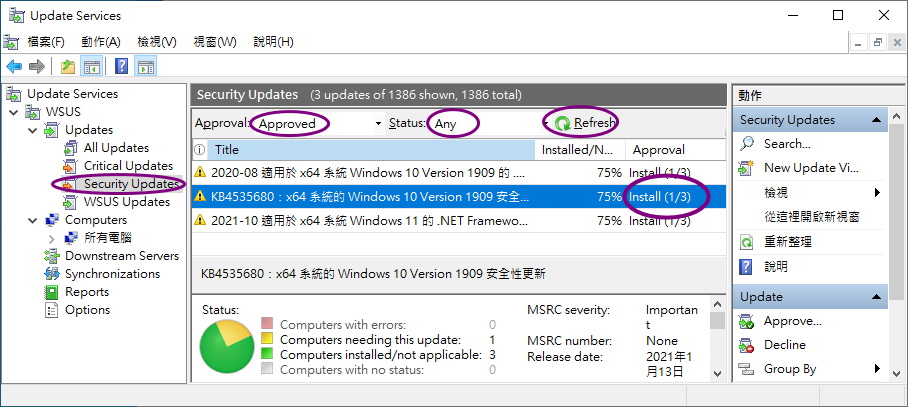 Update Services
檔案(F) 動作(A) 檢視(V) 視窗(W) 說明(H)
Update Services
WSUS
Updates
All Updates
Critical Updates
Security Updates
WSUS Updates
Computers
所有電腦
Downstream Servers
Synchronizations
Reports
Options
Security Updates (3 updates of 1386 shown, 1386 total)
Approval: Approved Status: Any Refresh
Title Installed/N... Approval
2020-08 適用於 x64 系統 Windows 10 Version 1909 的 .... 75% Install (1/3)
KB4535680：x64 系統的 Windows 10 Version 1909 安全... 75% Install (1/3)
2021-10 適用於 x64 系統 Windows 11 的 .NET Framewo... 75% Install (1/3)
KB4535680：x64 系統的 Windows 10 Version 1909 安全性更新
Status:
Computers with errors: 0
Computers needing this update: 1
Computers installed/not applicable: 3
Computers with no status: 0
MSRC severity: Importan
t
MSRC number: None
Release date: 2021年1
月13日
動作
Security Updates
Search...
New Update Vi...
檢視
從這裡開啟新視窗
重新整理
說明
Update
Approve...
Decline
Group By